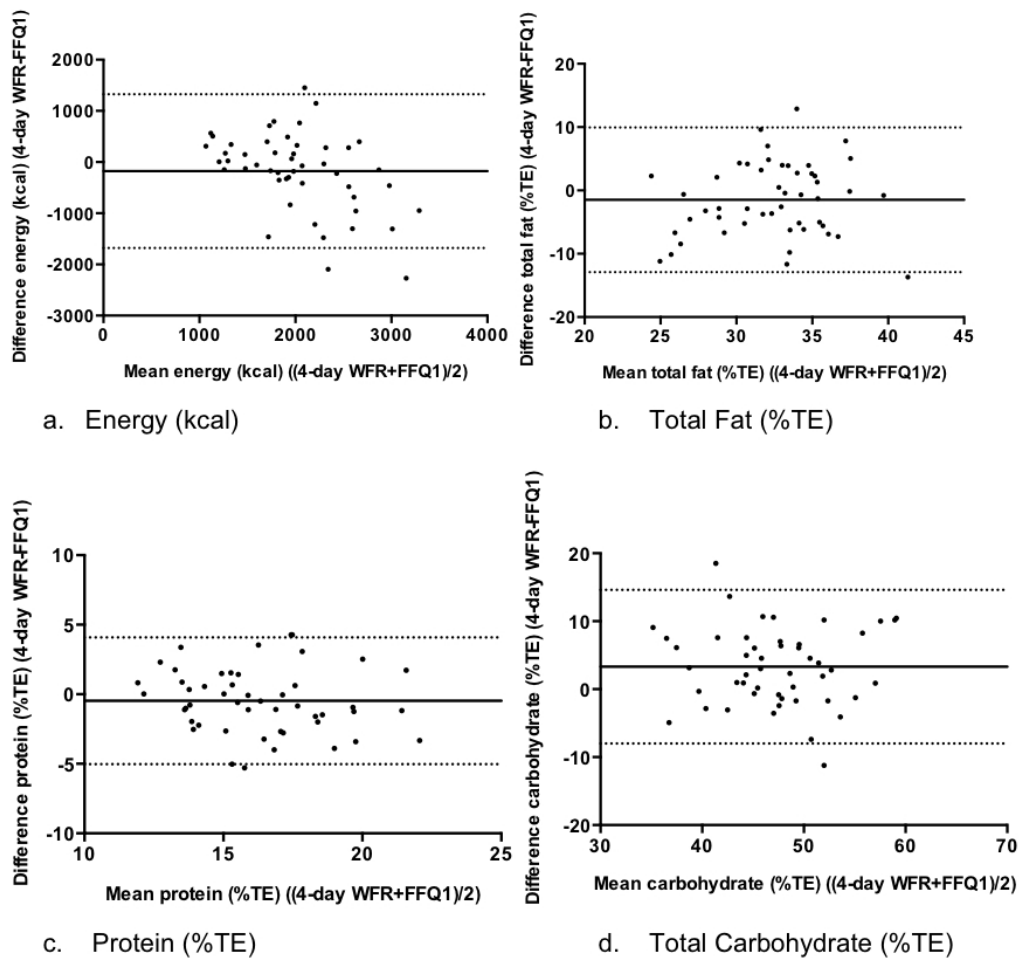 Difference energy (kcal) (4-day WFR-FFQ1)
2000
1000
0
-1000
-2000
-3000
0 1000 2000 3000 4000
Mean energy (kcal) ((4-day WFR+FFQ1)/2)
a. Energy (kcal)
Difference total fat (%TE) (4-day WFR-FFQ1)
20
10
0
-10
-20
20 25 30 35 40 45
Mean total fat (%TE) ((4-day WFR+FFQ1)/2)
b. Total Fat (%TE)
Difference protein (%TE) (4-day WFR-FFQ1)
10
5
0
-5
-10
10 15 20 25
Mean protein (%TE) ((4-day WFR+FFQ1)/2)
c. Protein (%TE)
Difference carbohydrate (%TE) (4-day WFR-FFQ1)
20
10
0
-10
-20
30 40 50 60 70
Mean carbohydrate (%TE) ((4-day WFR+FFQ1)/2)
d. Total Carbohydrate (%TE)